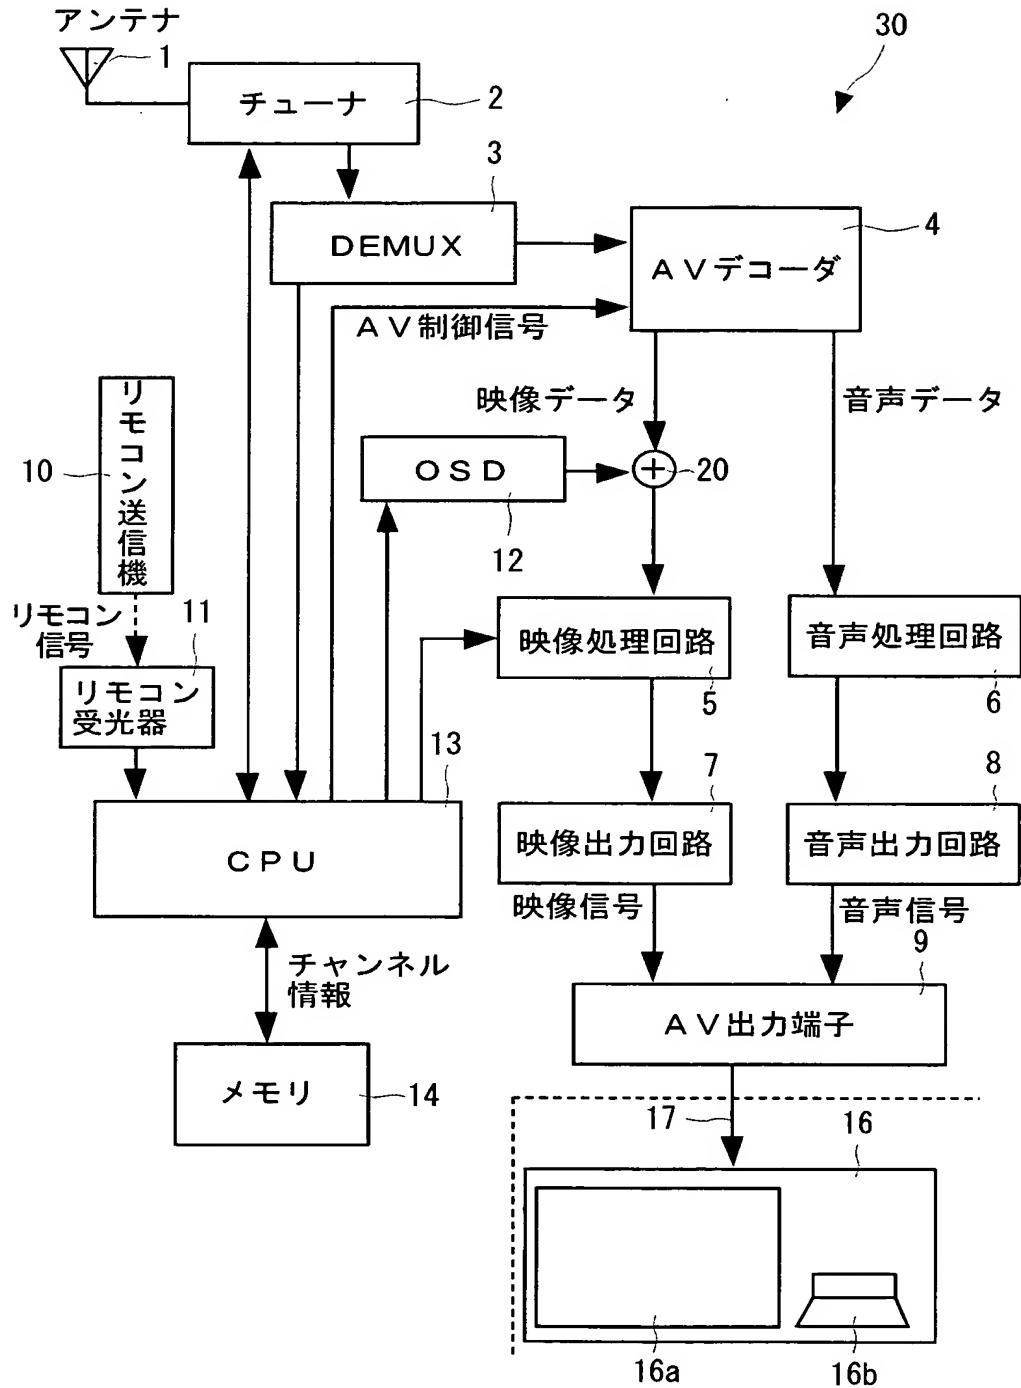 アンテナ
1
30
チューナ
2
3
DEMUX
4
AVデコーダ
AV制御信号
映像データ
音声データ
リモコン送信機
10
OSD
20
12
リモコン
信号
11
リモコン
受光器
映像処理回路
5
音声処理回路
6
13
CPU
7
映像出力回路
8
音声出力回路
映像信号
音声信号
チャンネル
情報
9
AV出力端子
メモリ
14
17
16
16a
16b